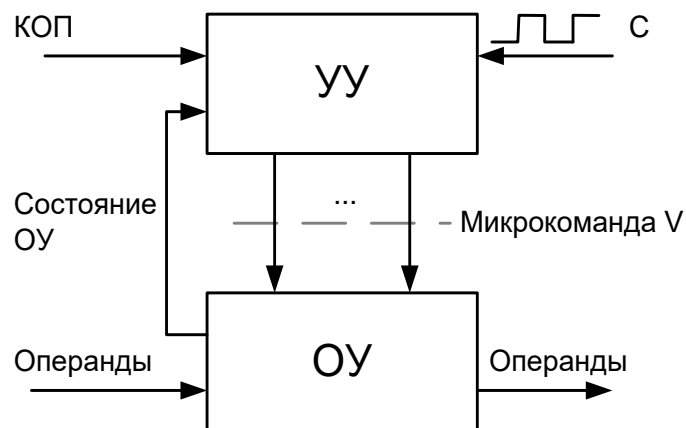 КОП
С
УУ
...
Состояние
ОУ
Микрокоманда V
ОУ
Операнды
Операнды